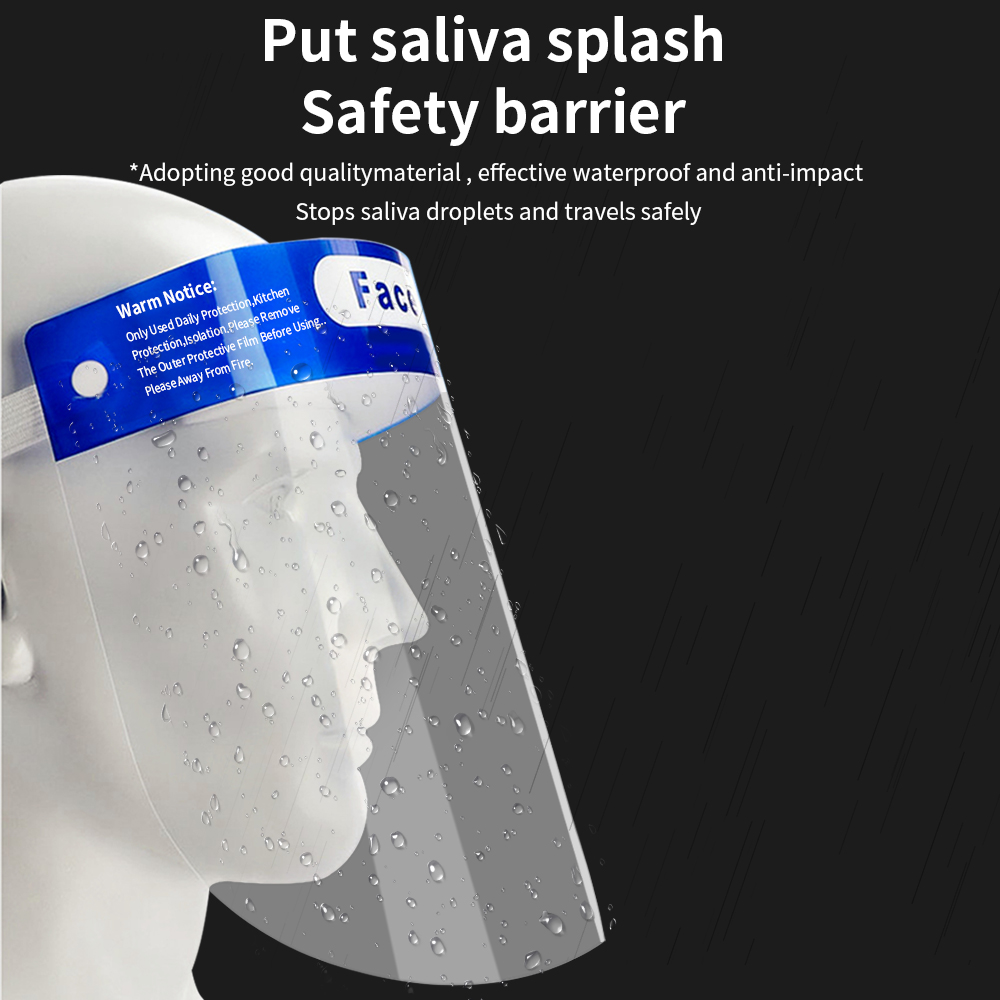 Put saliva splash
Safety barrier
*Adopting good qualitymaterial , effective waterproof and anti-impact
Stops saliva droplets and travels safely
Face
Warm Notice:
Only Used Daily Protection,Kitchen
Protection,Isolation.Please Remove
The Outer Protective Film Before Using..
Please Away From Fire.